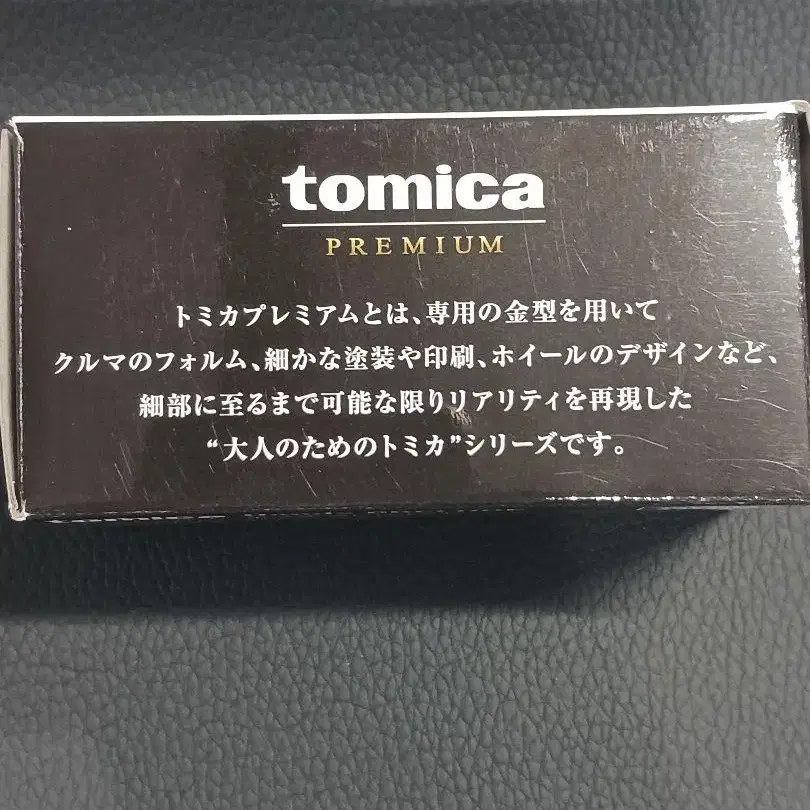 tomica
PREMIUM
トミカプレミアムとは、専用の金型を用いて
クルマのフォルム、細かな塗装や印刷、ホイールのデザインなど、
細部に至るまで可能な限りリアリティを再現した
“大人のためのトミカ”シリーズです。